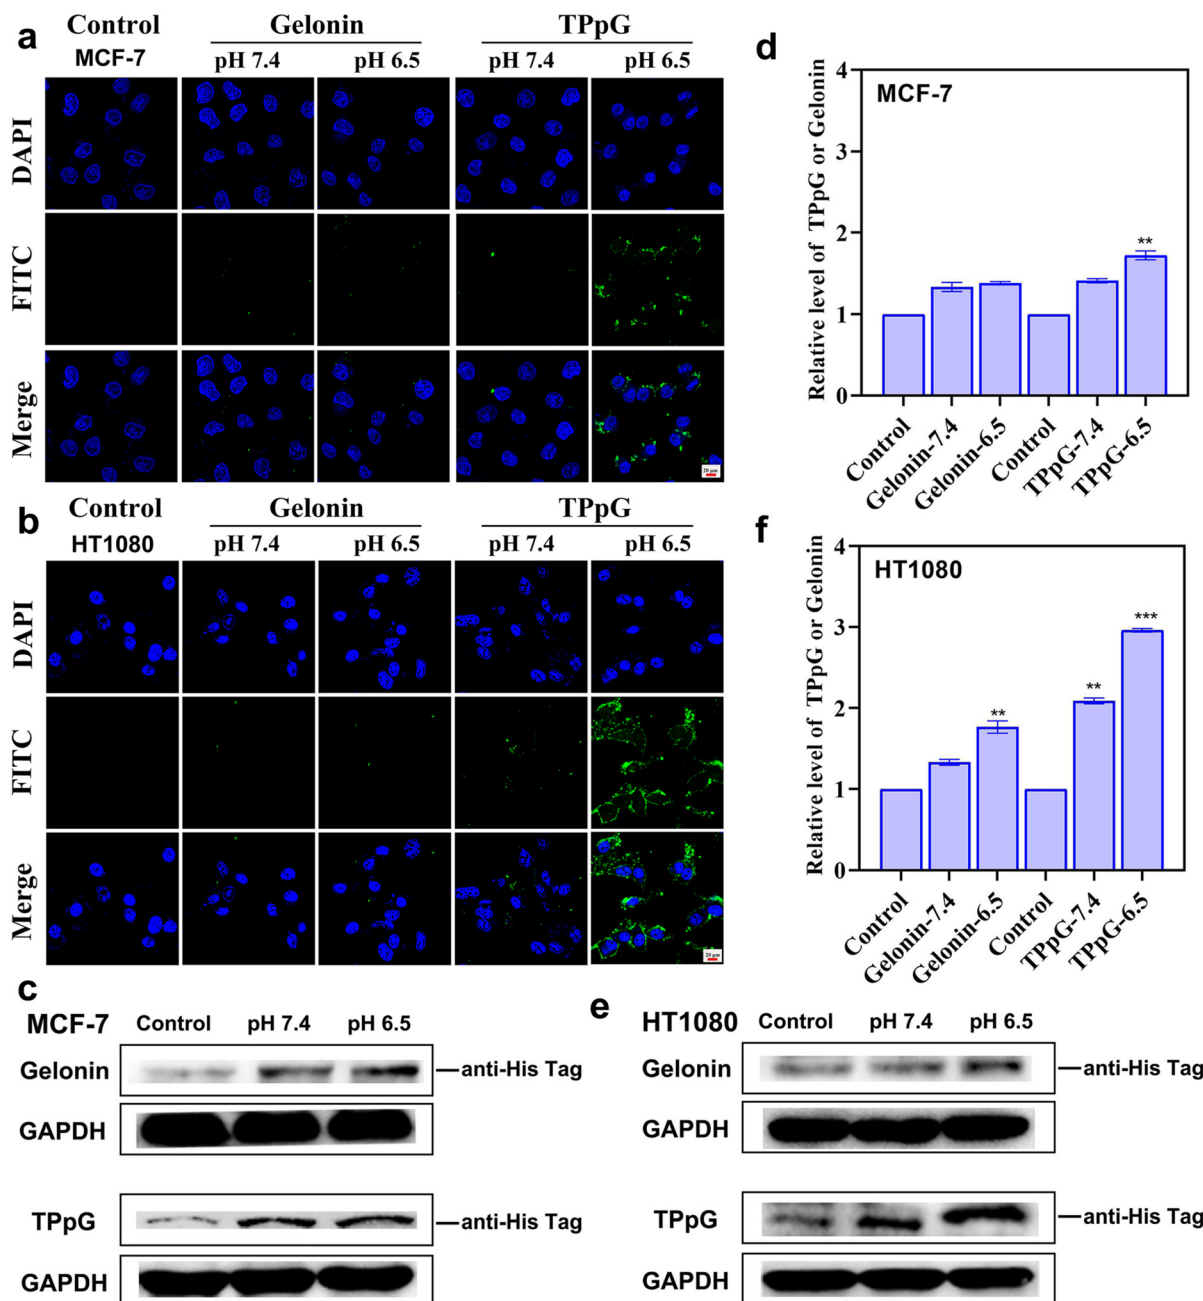 a
Control
Gelonin
TPpG
MCF-7
pH 7.4
pH 6.5
pH 7.4
pH 6.5
DAPI
FITC
Merge
20 μm
b
Control
Gelonin
TPpG
HT1080
pH 7.4
pH 6.5
pH 7.4
pH 6.5
DAPI
FITC
Merge
20 μm
c
MCF-7
Control
pH 7.4
pH 6.5
Gelonin
anti-His Tag
GAPDH
TPpG
anti-His Tag
GAPDH
d
MCF-7
Relative level of TPpG or Gelonin
4
3
2
1
0
**
Control
Gelonin-7.4
Gelonin-6.5
Control
TPpG-7.4
TPpG-6.5
f
HT1080
Relative level of TPpG or Gelonin
4
3
2
1
0
**
**
***
Control
Gelonin-7.4
Gelonin-6.5
Control
TPpG-7.4
TPpG-6.5
e
HT1080
Control
pH 7.4
pH 6.5
Gelonin
anti-His Tag
GAPDH
TPpG
anti-His Tag
GAPDH